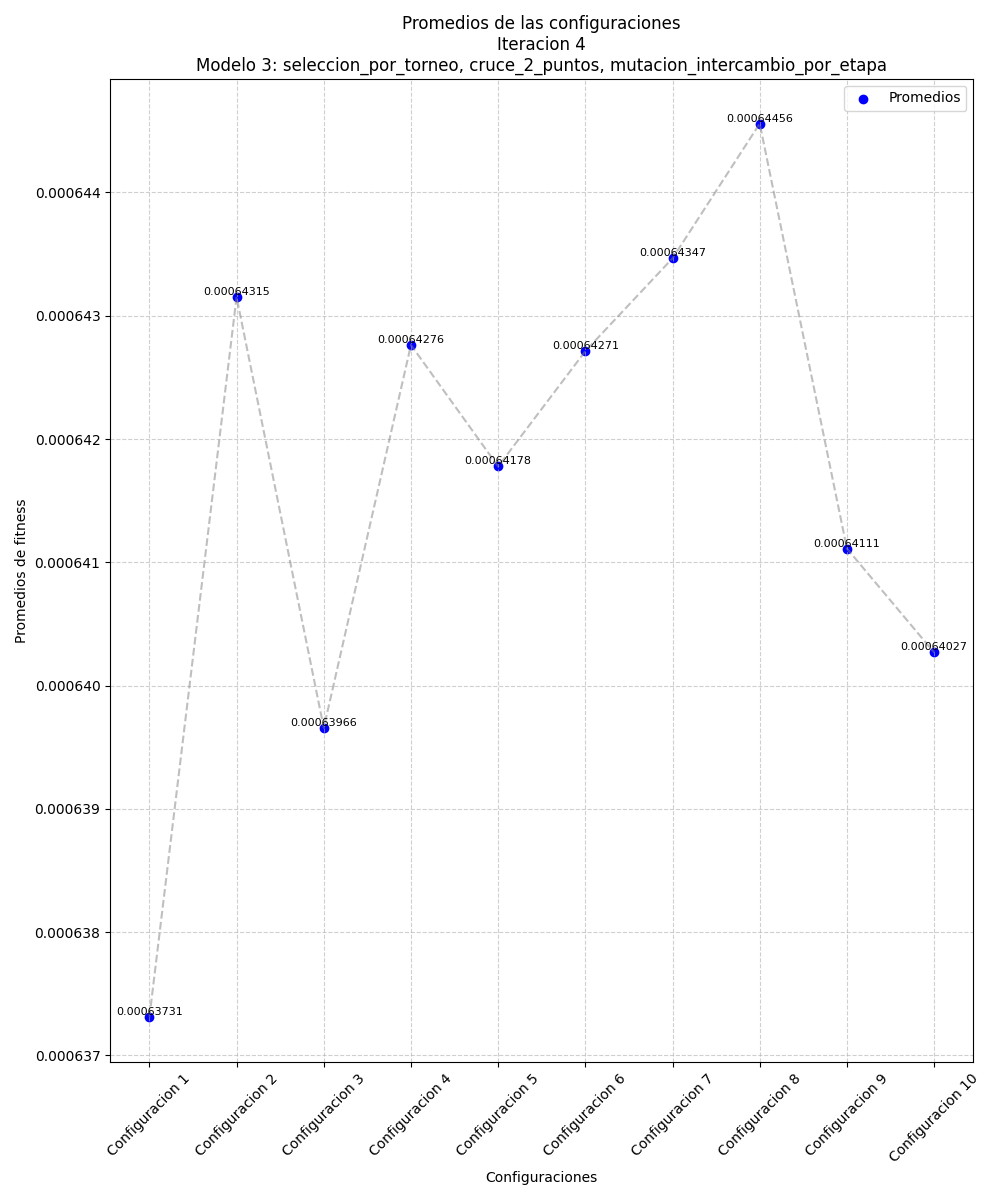 Promedios de las configuraciones
Iteracion 4
Modelo 3: seleccion_por_torneo, cruce_2_puntos, mutacion_intercambio_por_etapa
Promedios
0.00064456
0.000644
0.00064347
0.00064315
0.000643
0.00064276
0.00064271
0.000642
0.00064178
0.00064111
0.000641
0.00064027
0.000640
0.00063966
0.000639
0.000638
0.00063731
0.000637
Promedios de fitness
Configuracion 1
Configuracion 2
Configuracion 3
Configuracion 4
Configuracion 5
Configuracion 6
Configuracion 7
Configuracion 8
Configuracion 9
Configuracion 10
Configuraciones